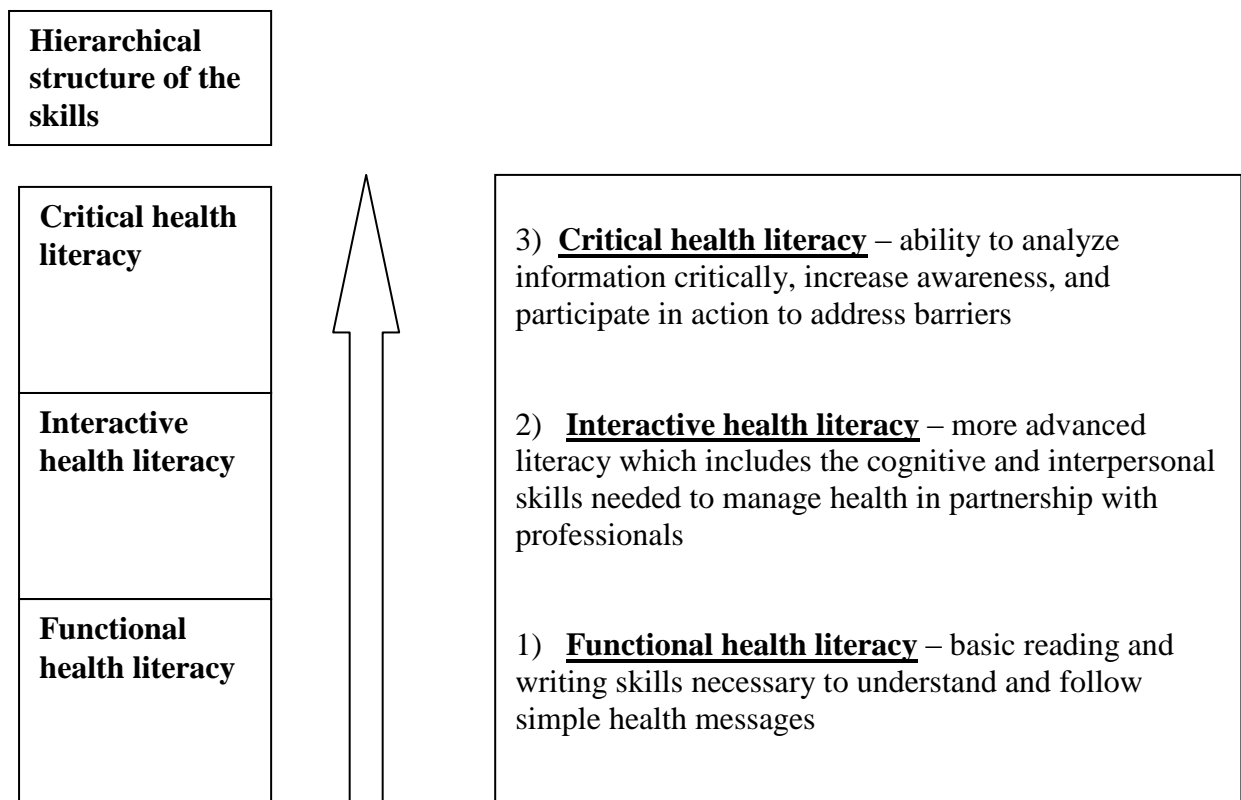 Hierarchical
structure of the
skills
Critical health
literacy
3) Critical health literacy – ability to analyze
information critically, increase awareness, and
participate in action to address barriers
Interactive
health literacy
2) Interactive health literacy – more advanced
literacy which includes the cognitive and interpersonal
skills needed to manage health in partnership with
professionals
Functional
health literacy
1) Functional health literacy – basic reading and
writing skills necessary to understand and follow
simple health messages